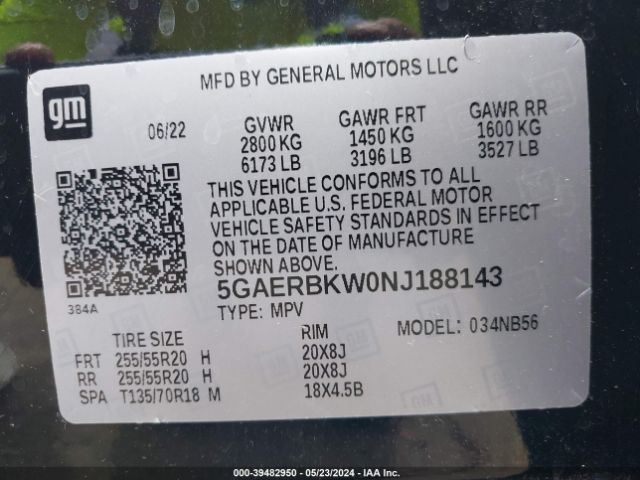 MFD BY GENERAL MOTORS LLC
gm
06/22
GVWR GAWR FRT GAWR RR
2800 KG 1450 KG 1600 KG
6173 LB 3196 LB 3527 LB
THIS VEHICLE CONFORMS TO ALL
APPLICABLE U.S. FEDERAL MOTOR
VEHICLE SAFETY STANDARDS IN EFFECT
ON THE DATE OF MANUFACTURE
SHOWN ABOVE.
384A
5GAERBKW0NJ188143
TYPE: MPV
MODEL: 034NB56
TIRE SIZE RIM
FRT 255/55R20 H 20X8J
RR 255/55R20 H 20X8J
SPA T135/70R18 M 18X4.5B
000-39482950 - 05/23/2024 - IAA Inc.